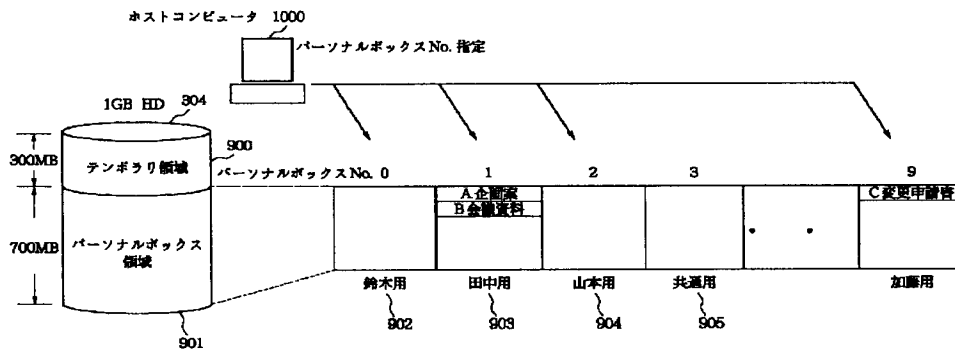 ホストコンピュータ 1000
パーソナルボックスNo. 指定
1GB HD 304
900
300MB
テンポラリ領域
パーソナルボックスNo. 0 1 2 3 9
A企画案
B会議資料
C変更申請書
700MB
パーソナルボックス
領域
鈴木用 田中用 山本用 共通用 加藤用
902 903 904 905
901